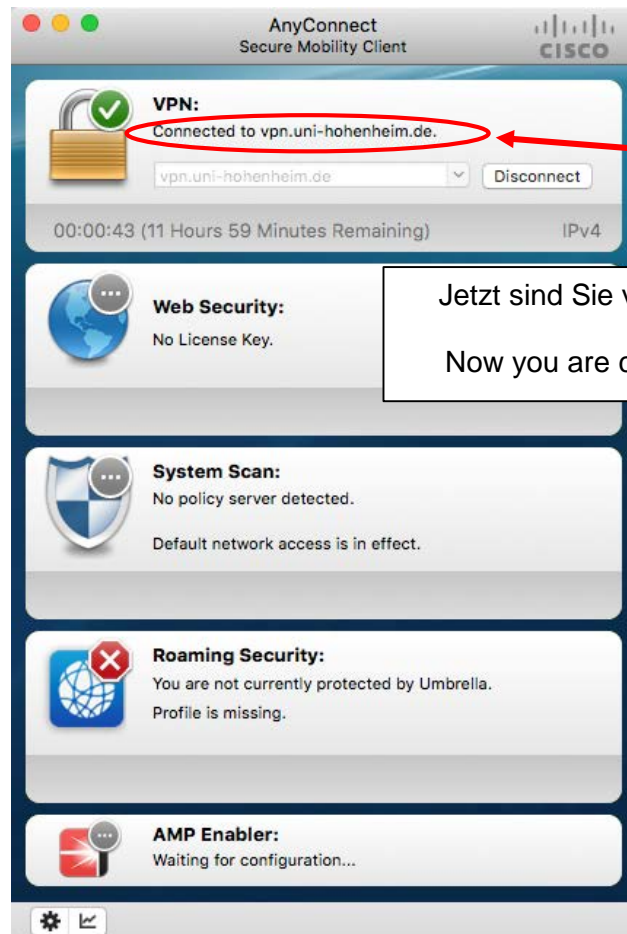 AnyConnect
Secure Mobility Client
CISCO
VPN:
Connected to vpn.uni-hohenheim.de.
vpn.uni-hohenheim.de
Disconnect
00:00:43 (11 Hours 59 Minutes Remaining) IPv4
Web Security:
No License Key.
Jetzt sind Sie
Now you are
System Scan:
No policy server detected.
Default network access is in effect.
Roaming Security:
You are not currently protected by Umbrella.
Profile is missing.
AMP Enabler:
Waiting for configuration...